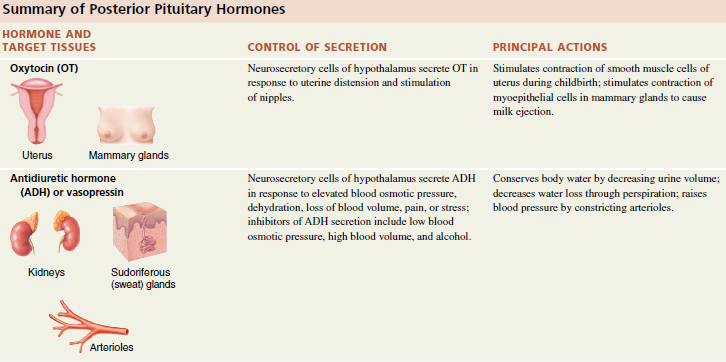 Summary of Posterior Pituitary Hormones
HORMONE AND
TARGET TISSUES
CONTROL OF SECRETION
PRINCIPAL ACTIONS
Oxytocin (OT)
Uterus
Mammary glands
Neurosecretory cells of hypothalamus secrete OT in
response to uterine distension and stimulation
of nipples.
Stimulates contraction of smooth muscle cells of
uterus during childbirth; stimulates contraction of
myoepithelial cells in mammary glands to cause
milk ejection.
Antidiuretic hormone
(ADH) or vasopressin
Kidneys
Sudoriferous
(sweat) glands
Arterioles
Neurosecretory cells of hypothalamus secrete ADH
in response to elevated blood osmotic pressure,
dehydration, loss of blood volume, pain, or stress;
inhibitors of ADH secretion include low blood
osmotic pressure, high blood volume, and alcohol.
Conserves body water by decreasing urine volume;
decreases water loss through perspiration; raises
blood pressure by constricting arterioles.